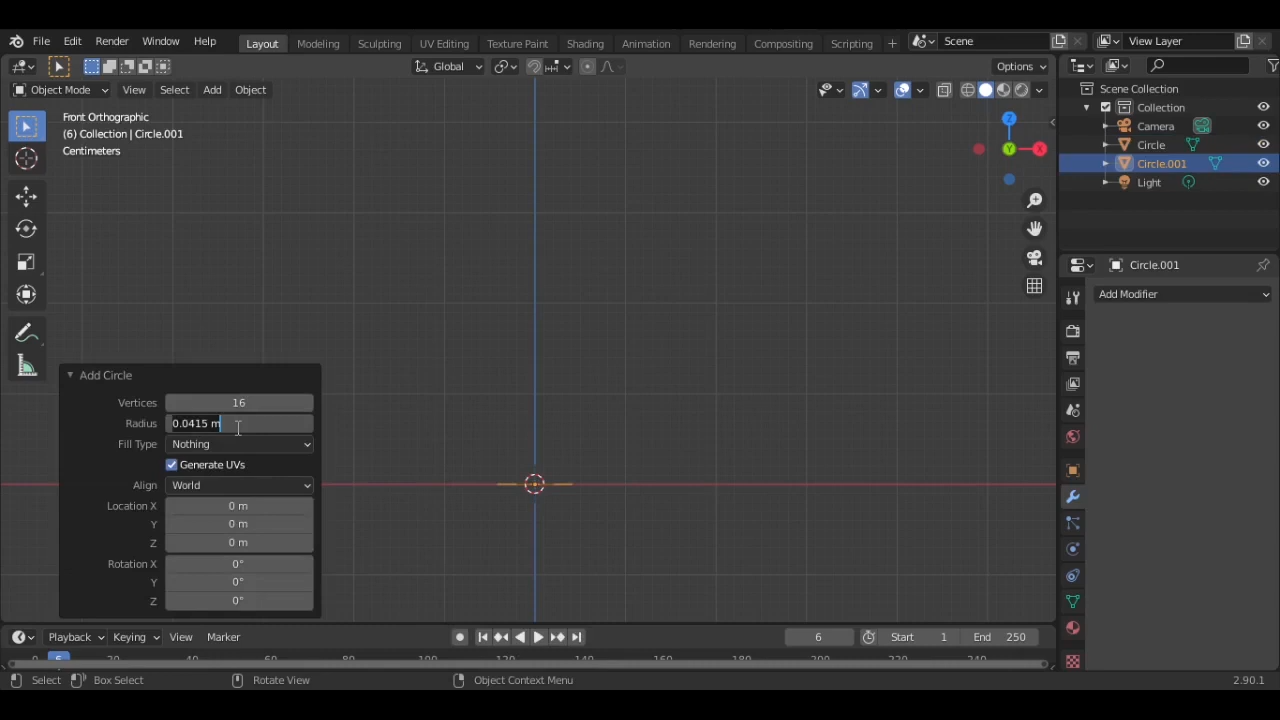 File Edit Render Window Help Layout Modeling Sculpting UV Editing Texture Paint Shading Animation Rendering Compositing Scripting + Scene View Layer
Global Options
Object Mode View Select Add Object
Scene Collection
Collection
Camera
Circle
Circle.001
Light
Front Orthographic
(6) Collection | Circle.001
Centimeters
Z
Y
X
Circle.001
Add Modifier
Add Circle
Vertices 16
Radius 0.0415 m
Fill Type Nothing
Generate UVs
Align World
Location X 0 m
Y 0 m
Z 0 m
Rotation X 0°
Y 0°
Z 0°
Playback Keying View Marker 6 Start 1 End 250
Select Box Select Rotate View Object Context Menu 2.90.1